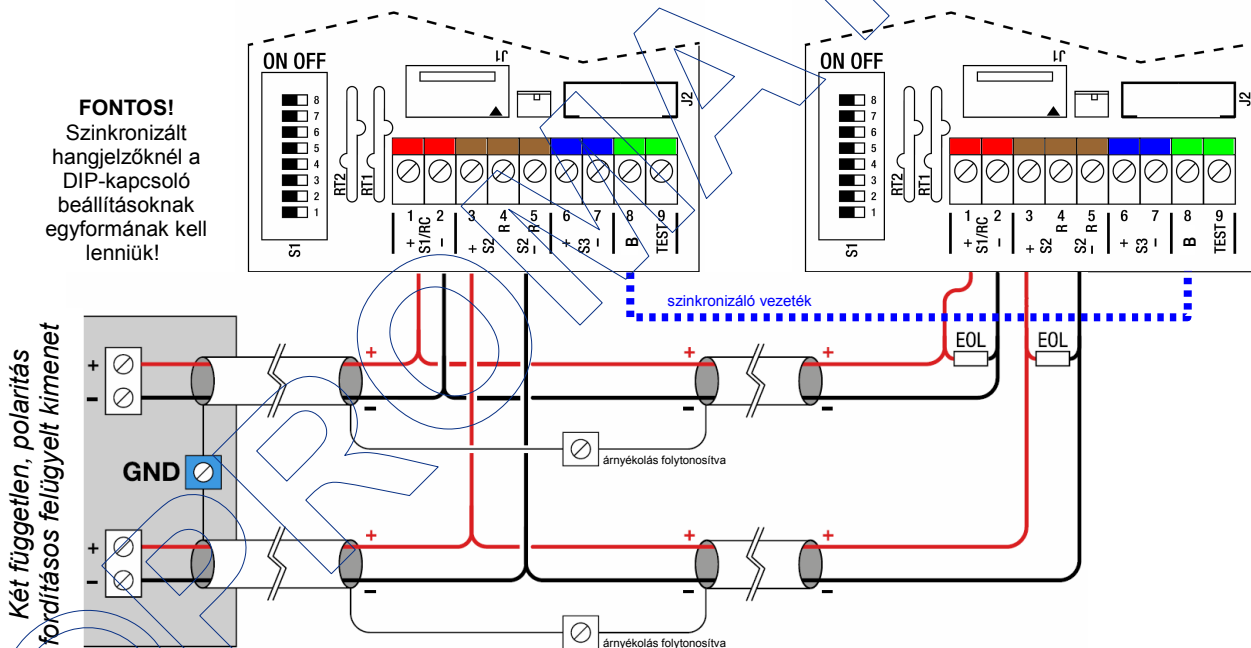 FONTOS!
Szinkronizált
hangjelzőknél a
DIP-kapcsoló
beállításoknak
egyformának kell
lenniük!
ON OFF
8
7
6
5
4
3
2
1
S1
RT2
RT1
J1
J2
1 2 3 4 5 6 7 8 9
+ S1/RC − + S2 R S2 R − + S3 − B TEST
ON OFF
8
7
6
5
4
3
2
1
S1
RT2
RT1
J1
J2
1 2 3 4 5 6 7 8 9
+ S1/RC − + S2 R S2 R − + S3 − B TEST
szinkronizáló vezeték
EOL
EOL
Két független, polaritás
fordításos felügyelt kimenet
+
−
+ + +
− − −
GND
árnyékolás folytonosítva
+
−
+ + +
− − −
árnyékolás folytonosítva